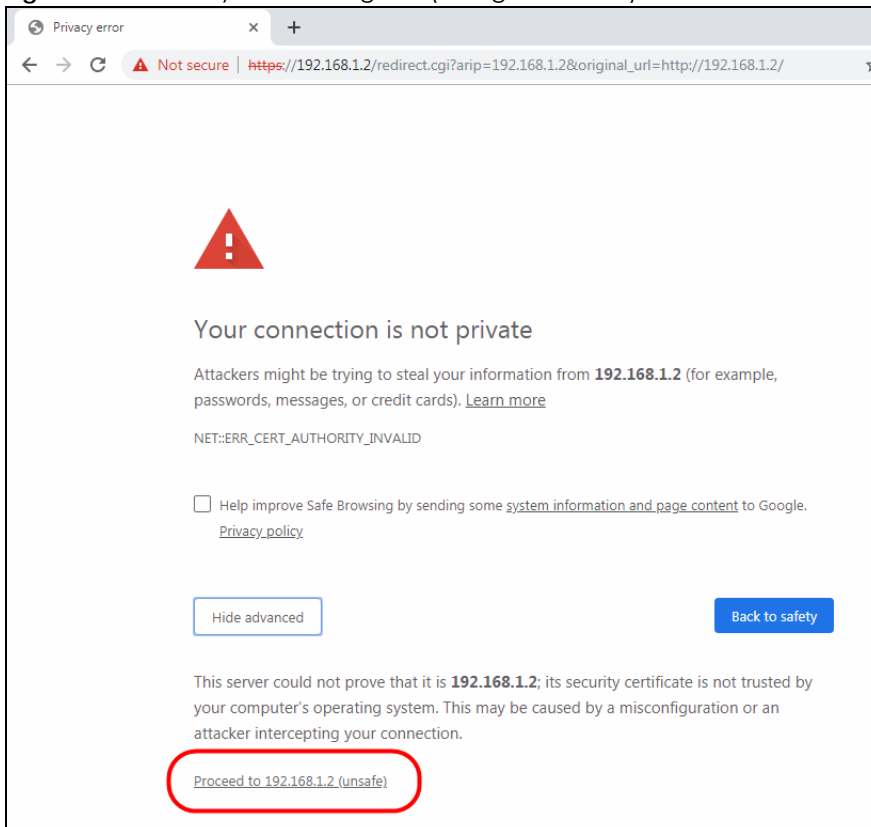 Privacy error
Not secure | https://192.168.1.2/redirect.cgi?arip=192.168.1.2&original_url=http://192.168.1.2/
Your connection is not private
Attackers might be trying to steal your information from 192.168.1.2 (for example,
passwords, messages, or credit cards). Learn more
NET::ERR_CERT_AUTHORITY_INVALID
Help improve Safe Browsing by sending some system information and page content to Google.
Privacy policy
Hide advanced
Back to safety
This server could not prove that it is 192.168.1.2; its security certificate is not trusted by
your computer's operating system. This may be caused by a misconfiguration or an
attacker intercepting your connection.
Proceed to 192.168.1.2 (unsafe)